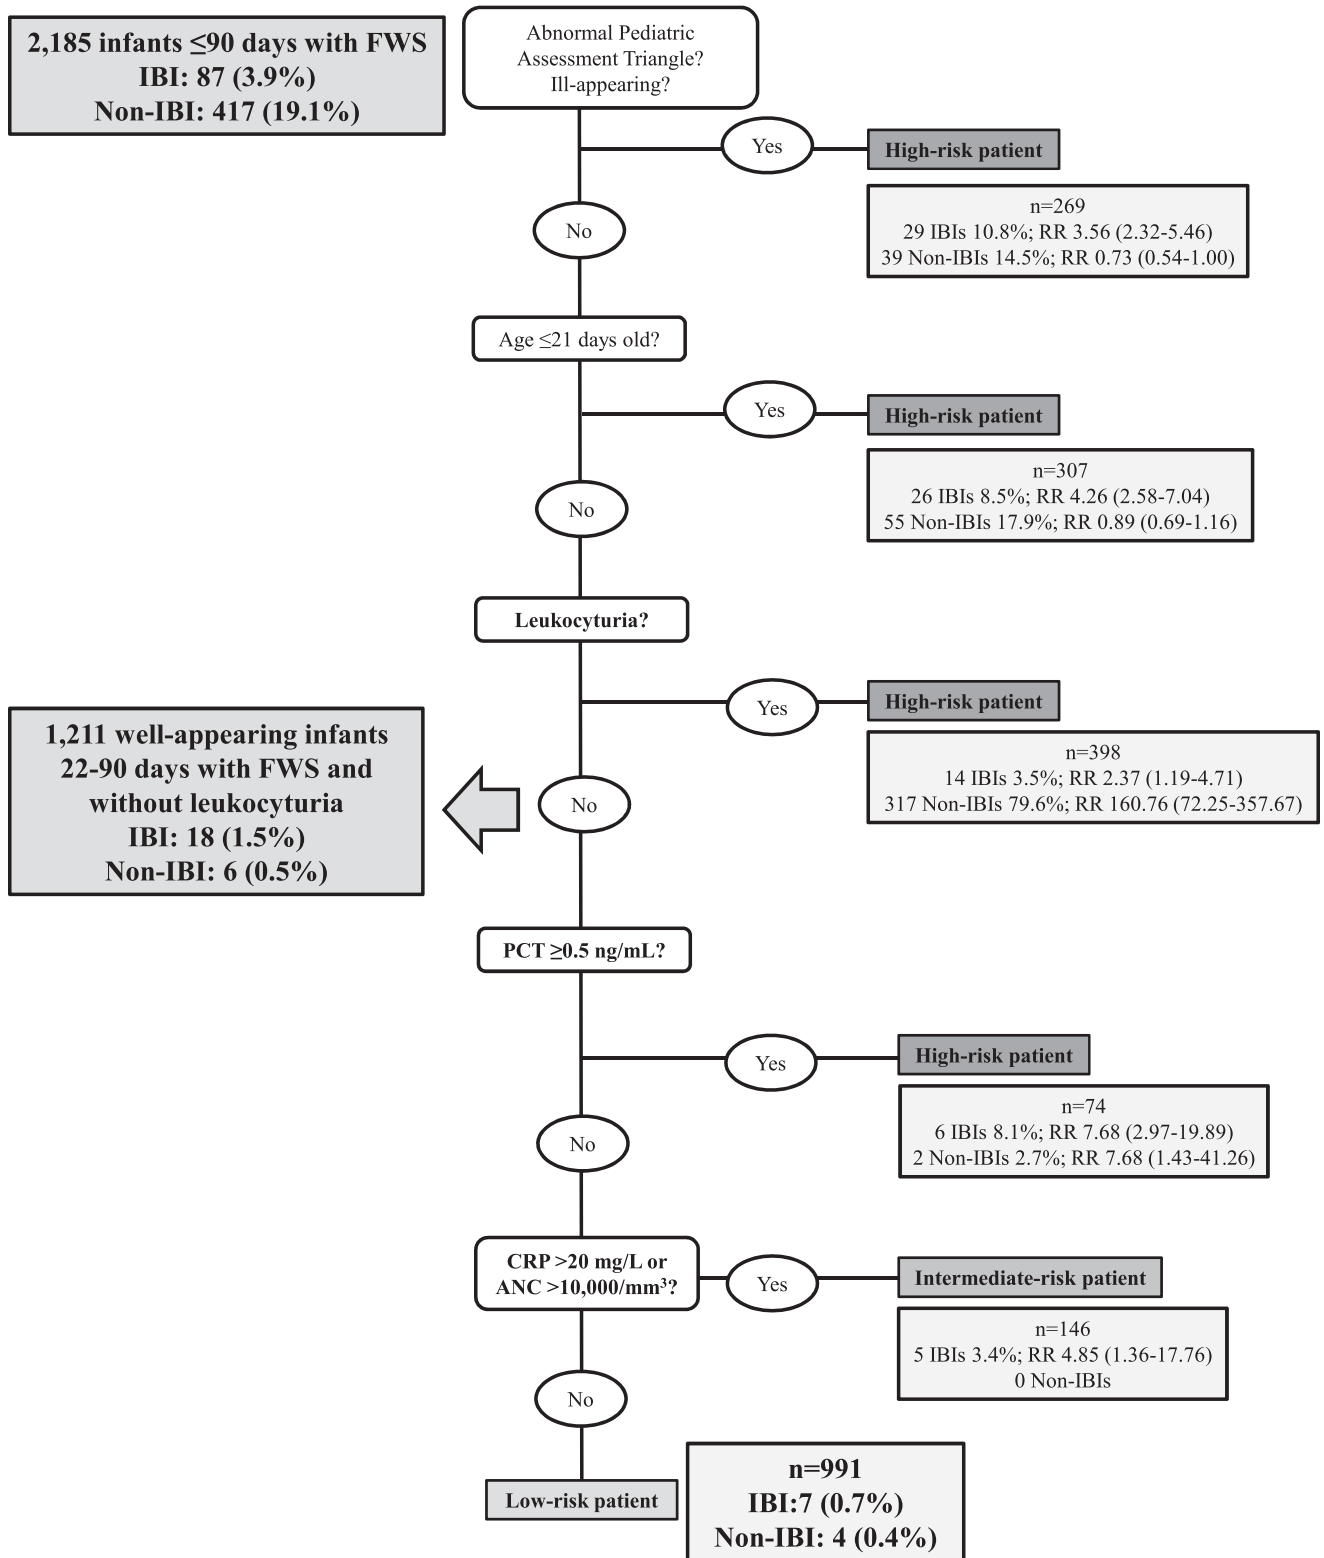 2,185 infants ≤90 days with FWS
IBI: 87 (3.9%)
Non-IBI: 417 (19.1%)
Abnormal Pediatric
Assessment Triangle?
Ill-appearing?
Yes
High-risk patient
n=269
29 IBIs 10.8%; RR 3.56 (2.32-5.46)
39 Non-IBIs 14.5%; RR 0.73 (0.54-1.00)
No
Age ≤21 days old?
Yes
High-risk patient
n=307
26 IBIs 8.5%; RR 4.26 (2.58-7.04)
55 Non-IBIs 17.9%; RR 0.89 (0.69-1.16)
No
Leukocyturia?
Yes
High-risk patient
n=398
14 IBIs 3.5%; RR 2.37 (1.19-4.71)
317 Non-IBIs 79.6%; RR 160.76 (72.25-357.67)
No
1,211 well-appearing infants
22-90 days with FWS and
without leukocyturia
IBI: 18 (1.5%)
Non-IBI: 6 (0.5%)
PCT ≥0.5 ng/mL?
Yes
High-risk patient
n=74
6 IBIs 8.1%; RR 7.68 (2.97-19.89)
2 Non-IBIs 2.7%; RR 7.68 (1.43-41.26)
No
CRP >20 mg/L or
ANC >10,000/mm³?
Yes
Intermediate-risk patient
n=146
5 IBIs 3.4%; RR 4.85 (1.36-17.76)
0 Non-IBIs
No
Low-risk patient
n=991
IBI:7 (0.7%)
Non-IBI: 4 (0.4%)